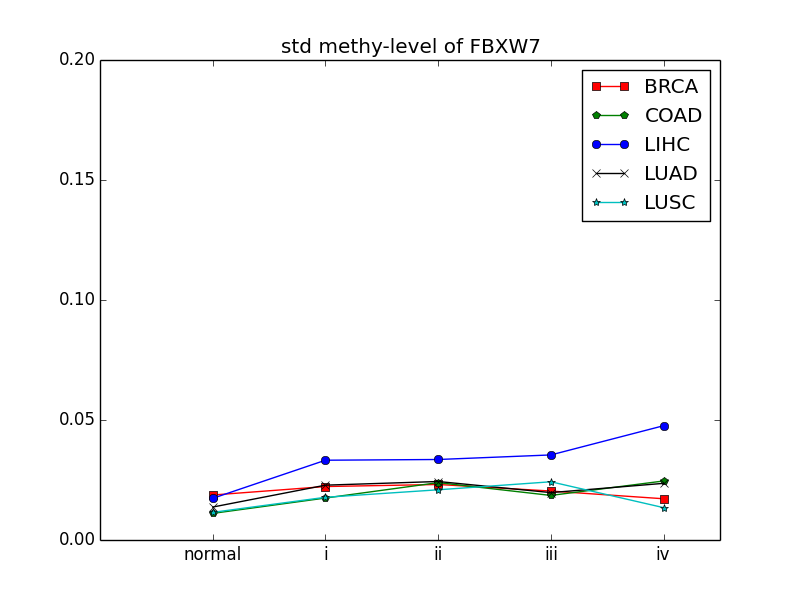 std methy-level of FBXW7
0.20
0.15
0.10
0.05
0.00
normal i ii iii iv
BRCA
COAD
LIHC
LUAD
LUSC